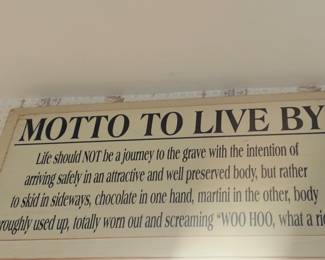 MOTTO TO LIVE BY
Life should NOT be a journey to the grave with the intention of
arriving safely in an attractive and well preserved body, but rather
to skid in sideways, chocolate in one hand, martini in the other, body
roughly used up, totally worn out and screaming "WOO HOO, what a ri